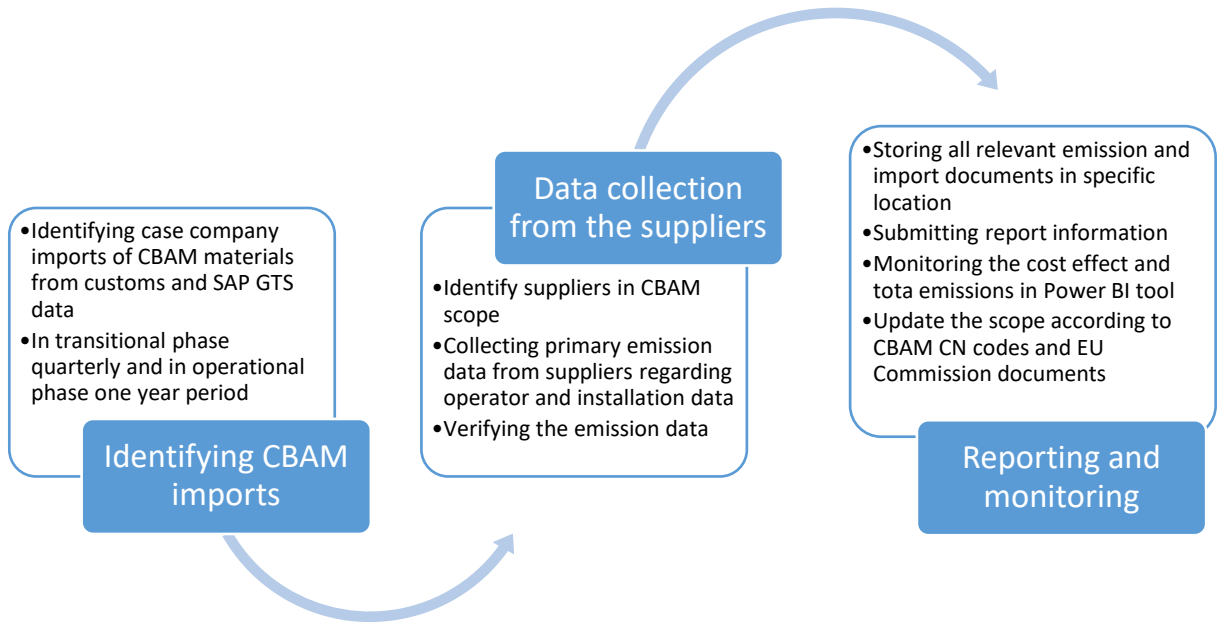 •Identifying case company
imports of CBAM materials
from customs and SAP GTS
data
•In transitional phase
quarterly and in operational
phase one year period
Identifying CBAM
imports
Data collection
from the suppliers
•Identify suppliers in CBAM
scope
•Collecting primary emission
data from suppliers regarding
operator and installation data
•Verifying the emission data
•Storing all relevant emission and
import documents in specific
location
•Submitting report information
•Monitoring the cost effect and
tota emissions in Power BI tool
•Update the scope according to
CBAM CN codes and EU
Commission documents
Reporting and
monitoring